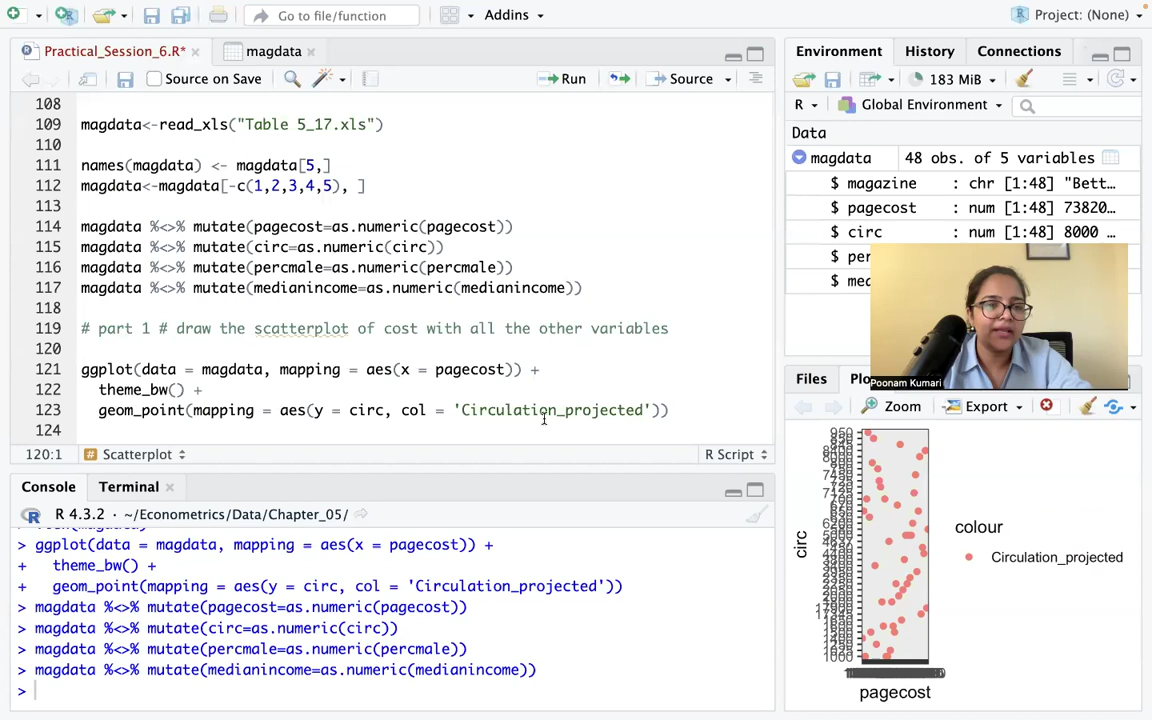 Go to file/function
Addins
Project: (None)
Practical_Session_6.R*
magdata
Source on Save
Run
Source
108
109 magdata<-read_xls("Table 5_17.xls")
110
111 names(magdata) <- magdata[5,]
112 magdata<-magdata[-c(1,2,3,4,5), ]
113
114 magdata %<>% mutate(pagecost=as.numeric(pagecost))
115 magdata %<>% mutate(circ=as.numeric(circ))
116 magdata %<>% mutate(percmale=as.numeric(percmale))
117 magdata %<>% mutate(medianincome=as.numeric(medianincome))
118
119 # part 1 # draw the scatterplot of cost with all the other variables
120
121 ggplot(data = magdata, mapping = aes(x = pagecost)) +
122 theme_bw() +
123 geom_point(mapping = aes(y = circ, col = 'Circulation_projected'))
124
120:1 Scatterplot R Script
Console Terminal
R 4.3.2 · ~/Econometrics/Data/Chapter_05/
> ggplot(data = magdata, mapping = aes(x = pagecost)) +
+ theme_bw() +
+ geom_point(mapping = aes(y = circ, col = 'Circulation_projected'))
> magdata %<>% mutate(pagecost=as.numeric(pagecost))
> magdata %<>% mutate(circ=as.numeric(circ))
> magdata %<>% mutate(percmale=as.numeric(percmale))
> magdata %<>% mutate(medianincome=as.numeric(medianincome))
>
Environment History Connections
183 MiB
R Global Environment
Data
magdata 48 obs. of 5 variables
$ magazine : chr [1:48] "Bett…
$ pagecost : num [1:48] 73820…
$ circ : num [1:48] 8000 …
$ per
$ med
Poonam Kumari
Files Plo
Zoom Export
circ
pagecost
colour
Circulation_projected